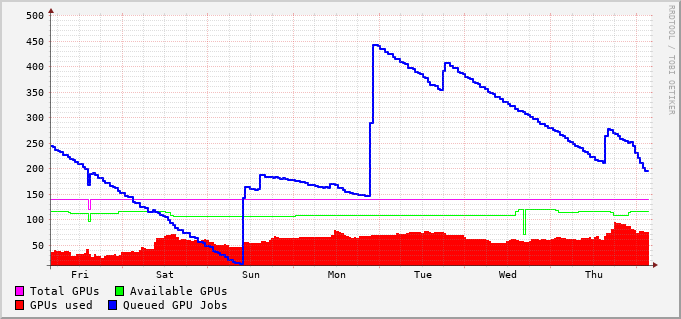 500
450
400
350
300
250
200
150
100
50
Fri Sat Sun Mon Tue Wed Thu
Total GPUs Available GPUs
GPUs used Queued GPU Jobs
RRDTOOL / TOBI OETIKER